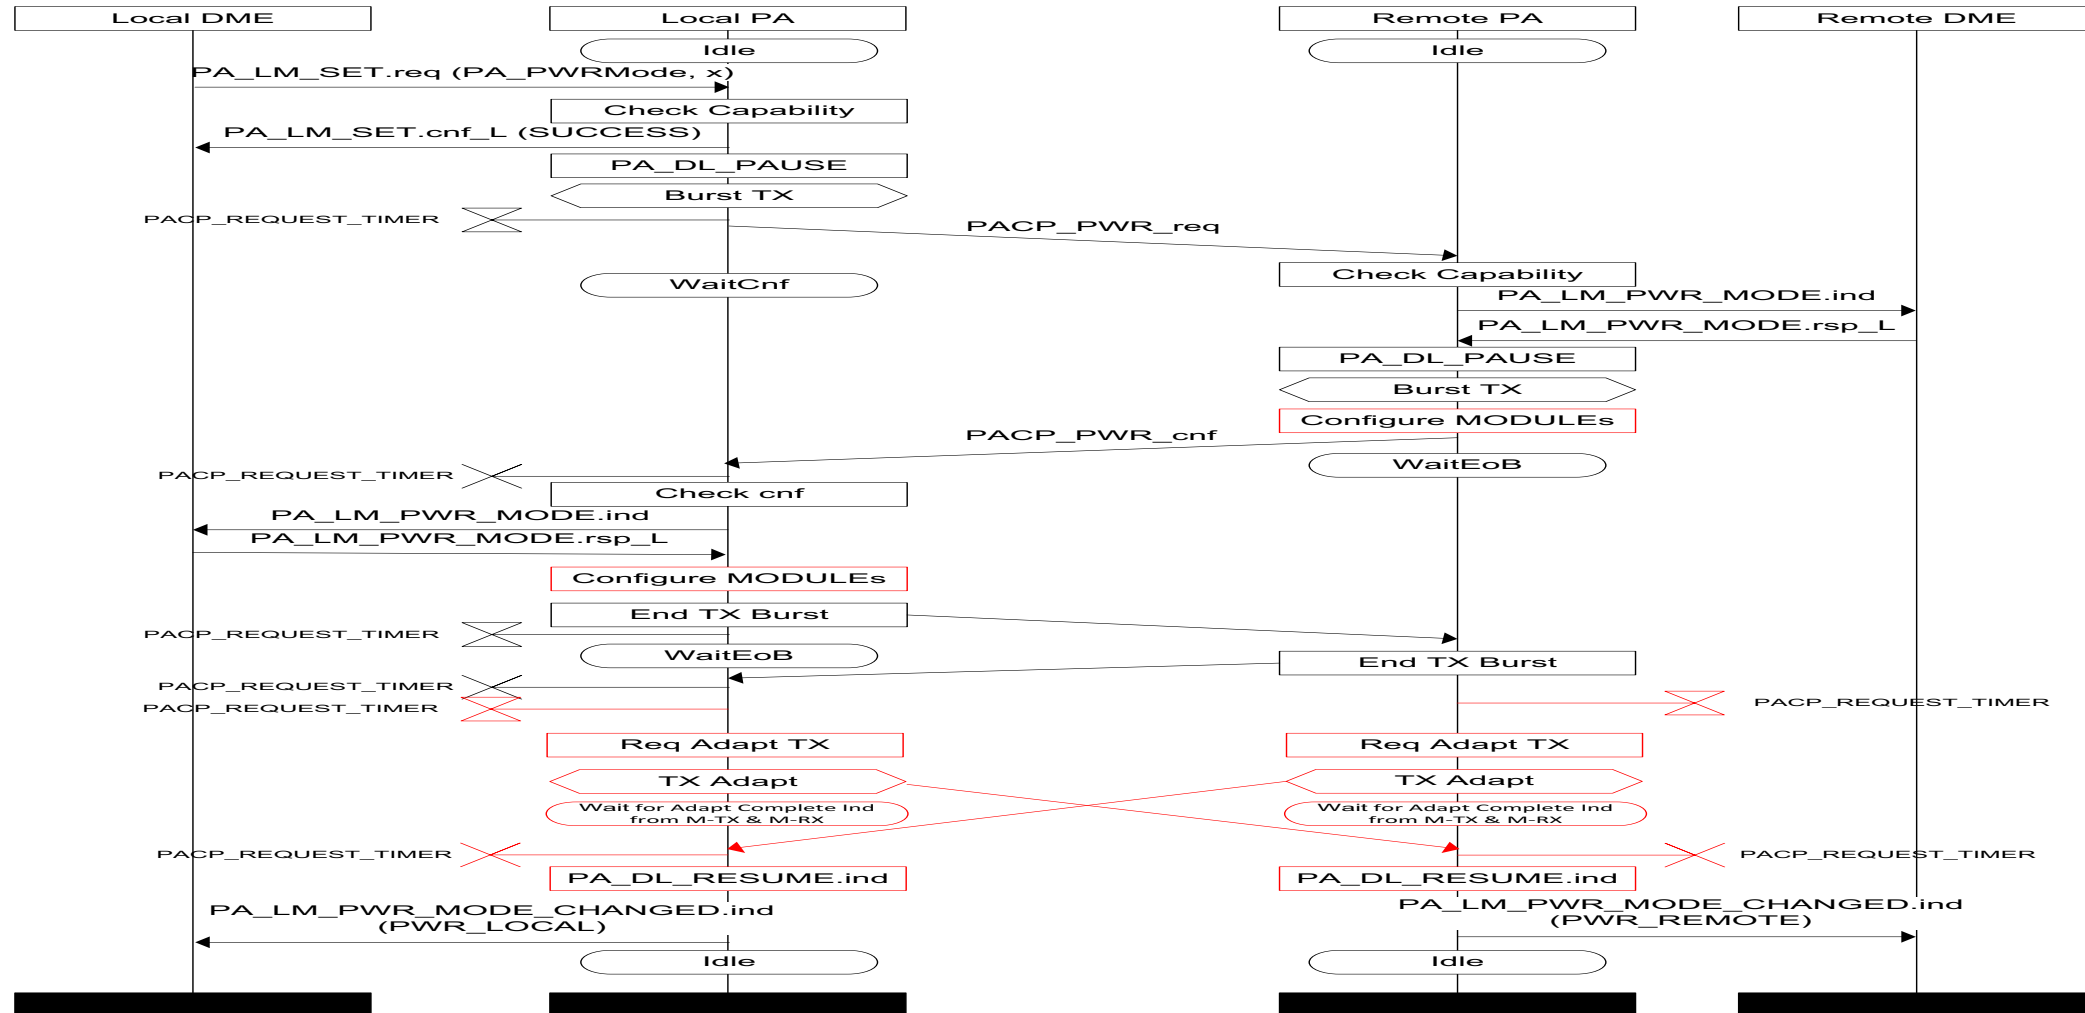 Local DME
Local PA
Remote PA
Remote DME
Idle
Idle
PA_LM_SET.req (PA_PWRMode, x)
Check Capability
PA_LM_SET.cnf_L (SUCCESS)
PA_DL_PAUSE
Burst TX
PACP_REQUEST_TIMER
PACP_PWR_req
Check Capability
WaitCnf
PA_LM_PWR_MODE.ind
PA_LM_PWR_MODE.rsp_L
PA_DL_PAUSE
Burst TX
Configure MODULEs
PACP_PWR_cnf
WaitEoB
PACP_REQUEST_TIMER
Check cnf
PA_LM_PWR_MODE.ind
PA_LM_PWR_MODE.rsp_L
Configure MODULEs
End TX Burst
PACP_REQUEST_TIMER
WaitEoB
End TX Burst
PACP_REQUEST_TIMER
PACP_REQUEST_TIMER
PACP_REQUEST_TIMER
Req Adapt TX
Req Adapt TX
TX Adapt
TX Adapt
Wait for Adapt Complete Ind
from M-TX & M-RX
Wait for Adapt Complete Ind
from M-TX & M-RX
PACP_REQUEST_TIMER
PACP_REQUEST_TIMER
PA_DL_RESUME.ind
PA_DL_RESUME.ind
PA_LM_PWR_MODE_CHANGED.ind
(PWR_LOCAL)
PA_LM_PWR_MODE_CHANGED.ind
(PWR_REMOTE)
Idle
Idle